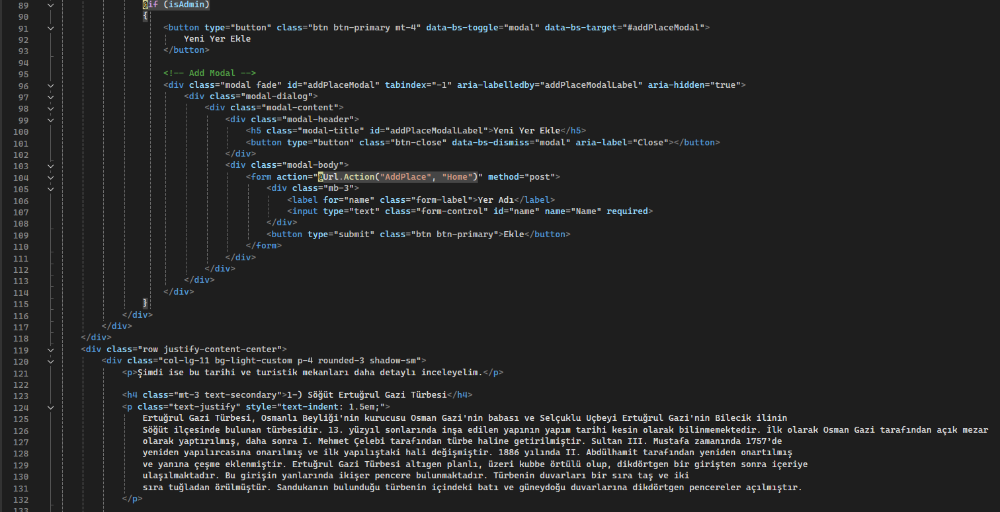 89 @if (isAdmin)
90 {
91 <button type="button" class="btn btn-primary mt-4" data-bs-toggle="modal" data-bs-target="#addPlaceModal">
92 Yeni Yer Ekle
93 </button>
94
95 <!-- Add Modal -->
96 <div class="modal fade" id="addPlaceModal" tabindex="-1" aria-labelledby="addPlaceModalLabel" aria-hidden="true">
97 <div class="modal-dialog">
98 <div class="modal-content">
99 <div class="modal-header">
100 <h5 class="modal-title" id="addPlaceModalLabel">Yeni Yer Ekle</h5>
101 <button type="button" class="btn-close" data-bs-dismiss="modal" aria-label="Close"></button>
102 </div>
103 <div class="modal-body">
104 <form action="@Url.Action("AddPlace", "Home")" method="post">
105 <div class="mb-3">
106 <label for="name" class="form-label">Yer Adı</label>
107 <input type="text" class="form-control" id="name" name="Name" required>
108 </div>
109 <button type="submit" class="btn btn-primary">Ekle</button>
110 </form>
111 </div>
112 </div>
113 </div>
114 </div>
115 }
116 </div>
117 </div>
118 </div>
119 <div class="row justify-content-center">
120 <div class="col-lg-11 bg-light-custom p-4 rounded-3 shadow-sm">
121 <p>Şimdi ise bu tarihi ve turistik mekanları daha detaylı inceleyelim.</p>
122
123 <h4 class="mt-3 text-secondary">1-) Söğüt Ertuğrul Gazi Türbesi</h4>
124 <p class="text-justify" style="text-indent: 1.5em;">
125 Ertuğrul Gazi Türbesi, Osmanlı Beyliği'nin kurucusu Osman Gazi'nin babası ve Selçuklu Uçbeyi Ertuğrul Gazi'nin Bilecik ilinin
126 Söğüt ilçesinde bulunan türbesidir. 13. yüzyıl sonlarında inşa edilen yapının yapım tarihi kesin olarak bilinmemektedir. İlk olarak Osman Gazi tarafından açık mezar
127 olarak yaptırılmış, daha sonra I. Mehmet Çelebi tarafından türbe haline getirilmiştir. Sultan III. Mustafa zamanında 1757'de
128 yeniden yapılırcasına onarılmış ve ilk yapılıştaki hali değişmiştir. 1886 yılında II. Abdülhamit tarafından yeniden onartılmış
129 ve yanına çeşme eklenmiştir. Ertuğrul Gazi Türbesi altıgen planlı, üzeri kubbe örtülü olup, dikdörtgen bir girişten sonra içeriye
130 ulaşılmaktadır. Bu girişin yanlarında ikişer pencere bulunmaktadır. Türbenin duvarları bir sıra taş ve iki
131 sıra tuğladan örülmüştür. Sandukanın bulunduğu türbenin içindeki batı ve güneydoğu duvarlarına dikdörtgen pencereler açılmıştır.
132 </p>
133